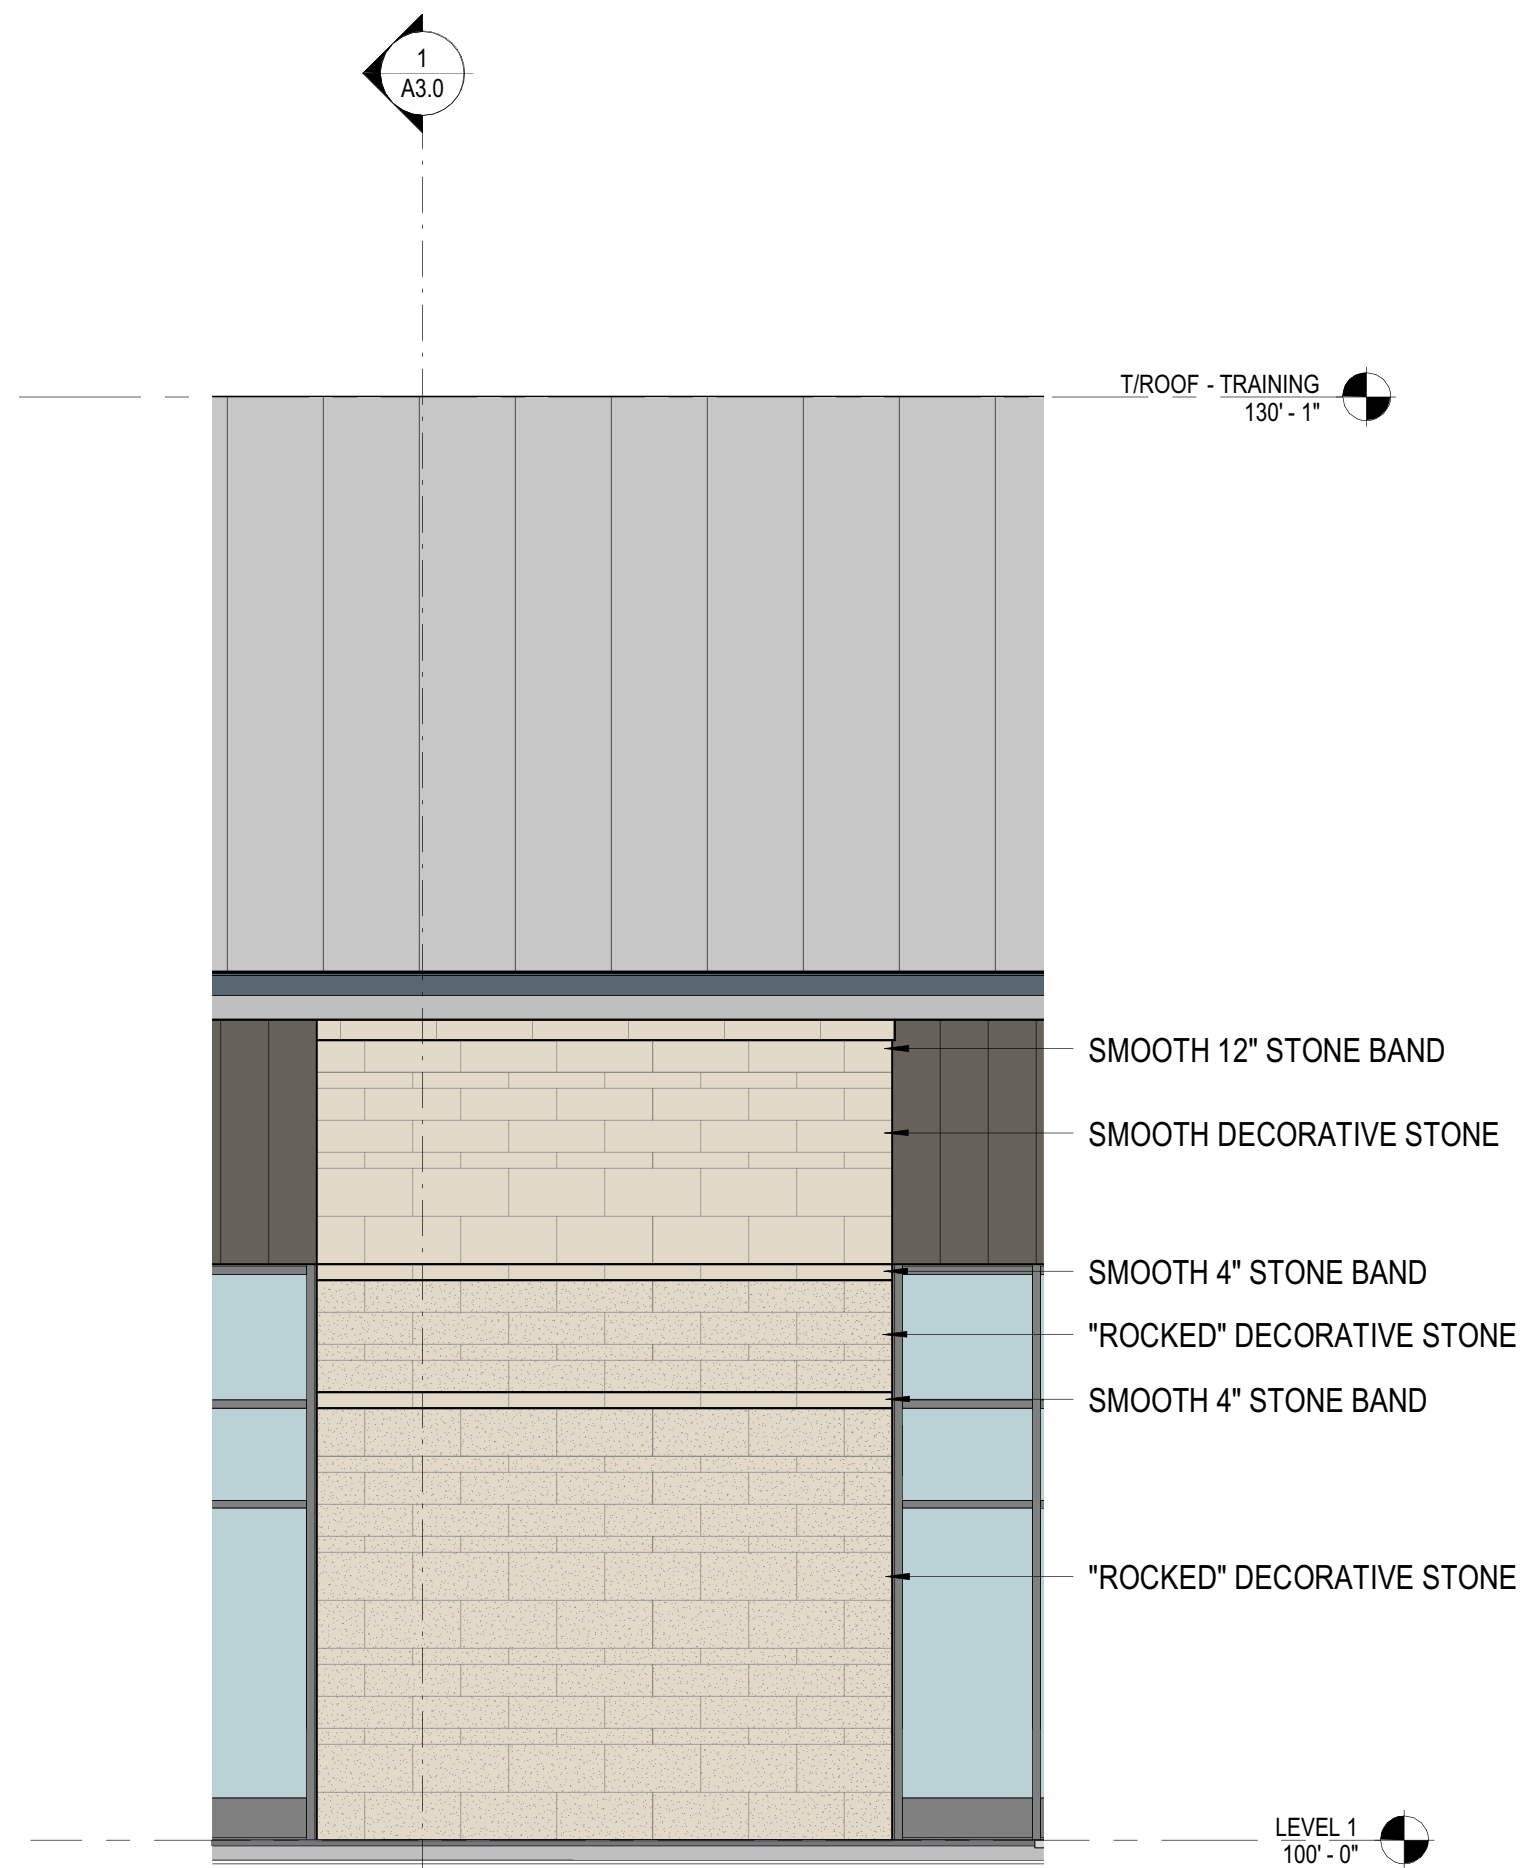 1
A3.0
T/ROOF - TRAINING
130' - 1"
SMOOTH 12" STONE BAND
SMOOTH DECORATIVE STONE
SMOOTH 4" STONE BAND
"ROCKED" DECORATIVE STONE
SMOOTH 4" STONE BAND
"ROCKED" DECORATIVE STONE
LEVEL 1
100' - 0"